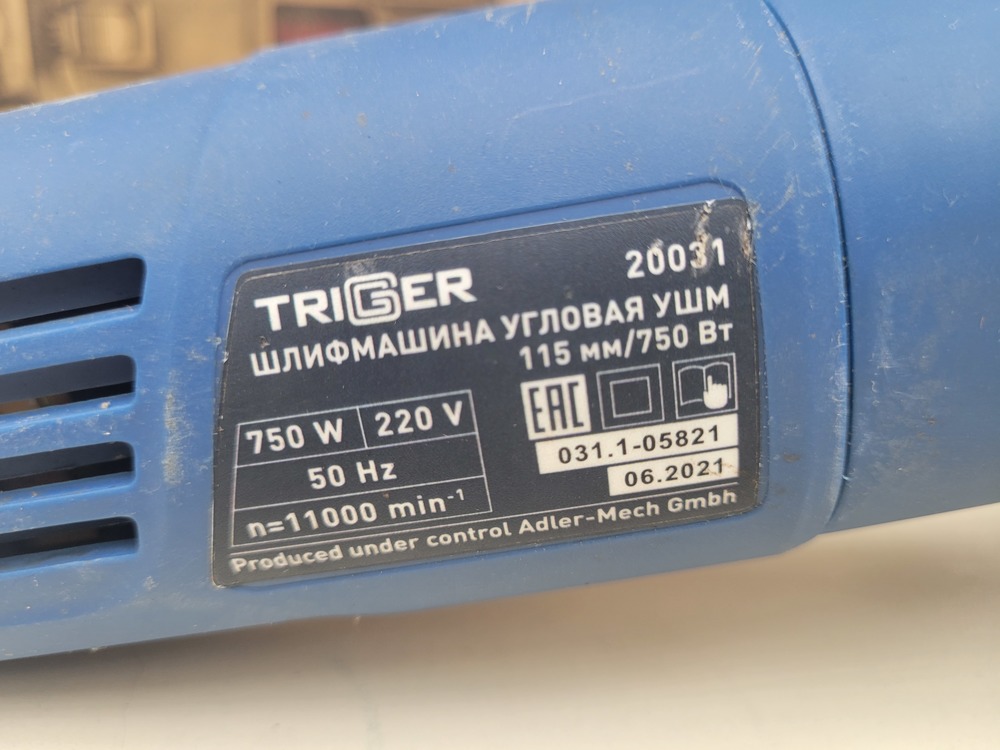 TRIGER
20031
ШЛИФМАШИНА УГЛОВАЯ УШМ
115 мм/750 Вт
750 W 220 V
50 Hz
n=11000 min⁻¹
EAC
031.1-05821
06.2021
Produced under control Adler-Mech Gmbh